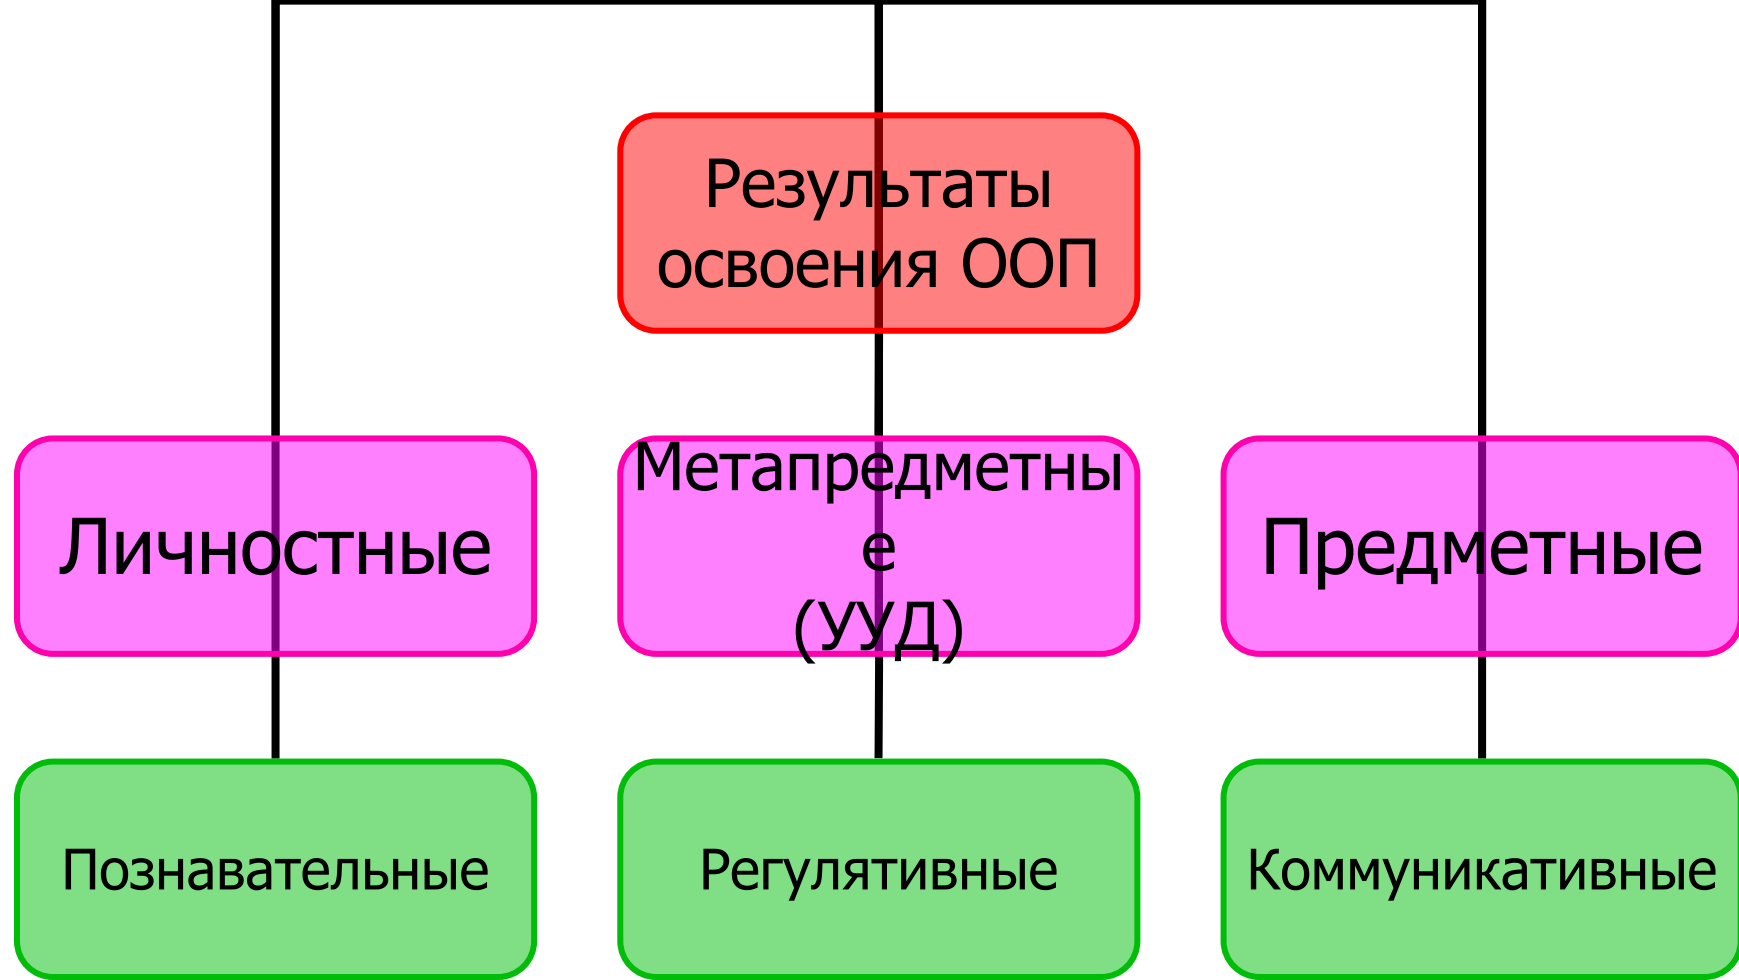 Результаты
освоения ООП
Личностные
Метапредметны
е
(УУД)
Предметные
Познавательные
Регулятивные
Коммуникативные